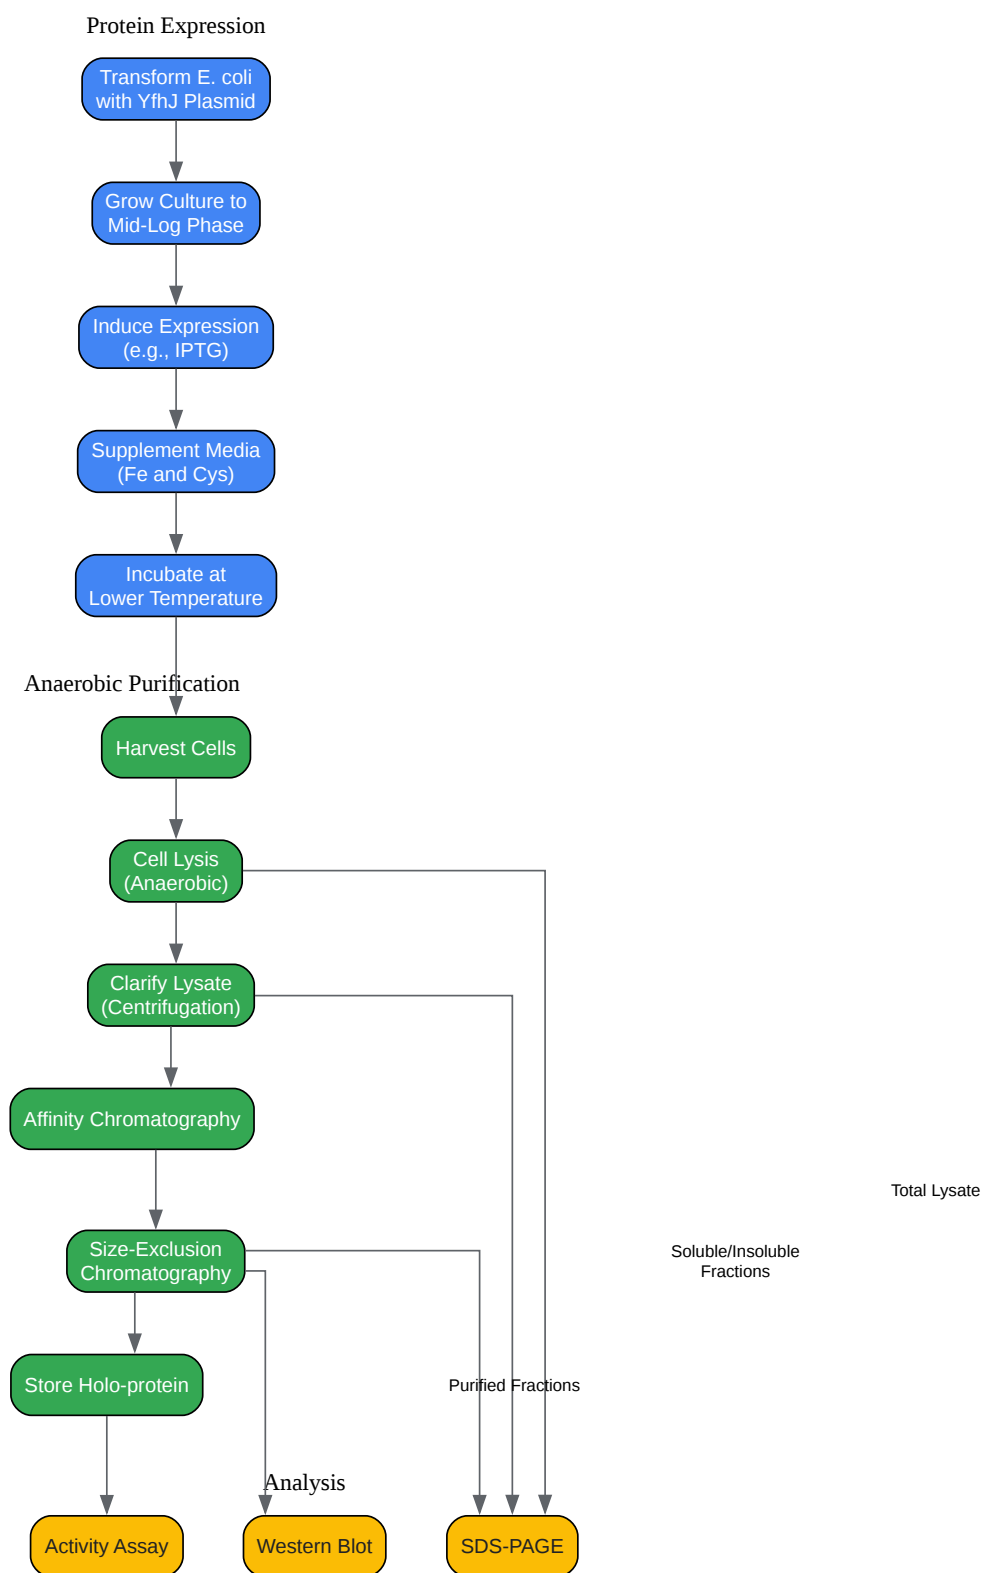 Protein Expression
Transform E. coli
with YfhJ Plasmid
Grow Culture to
Mid-Log Phase
Induce Expression
(e.g., IPTG)
Supplement Media
(Fe and Cys)
Incubate at
Lower Temperature
Anaerobic Purification
Harvest Cells
Cell Lysis
(Anaerobic)
Clarify Lysate
(Centrifugation)
Affinity Chromatography
Total Lysate
Size-Exclusion
Chromatography
Soluble/Insoluble
Fractions
Store Holo-protein
Purified Fractions
Analysis
Activity Assay
Western Blot
SDS-PAGE